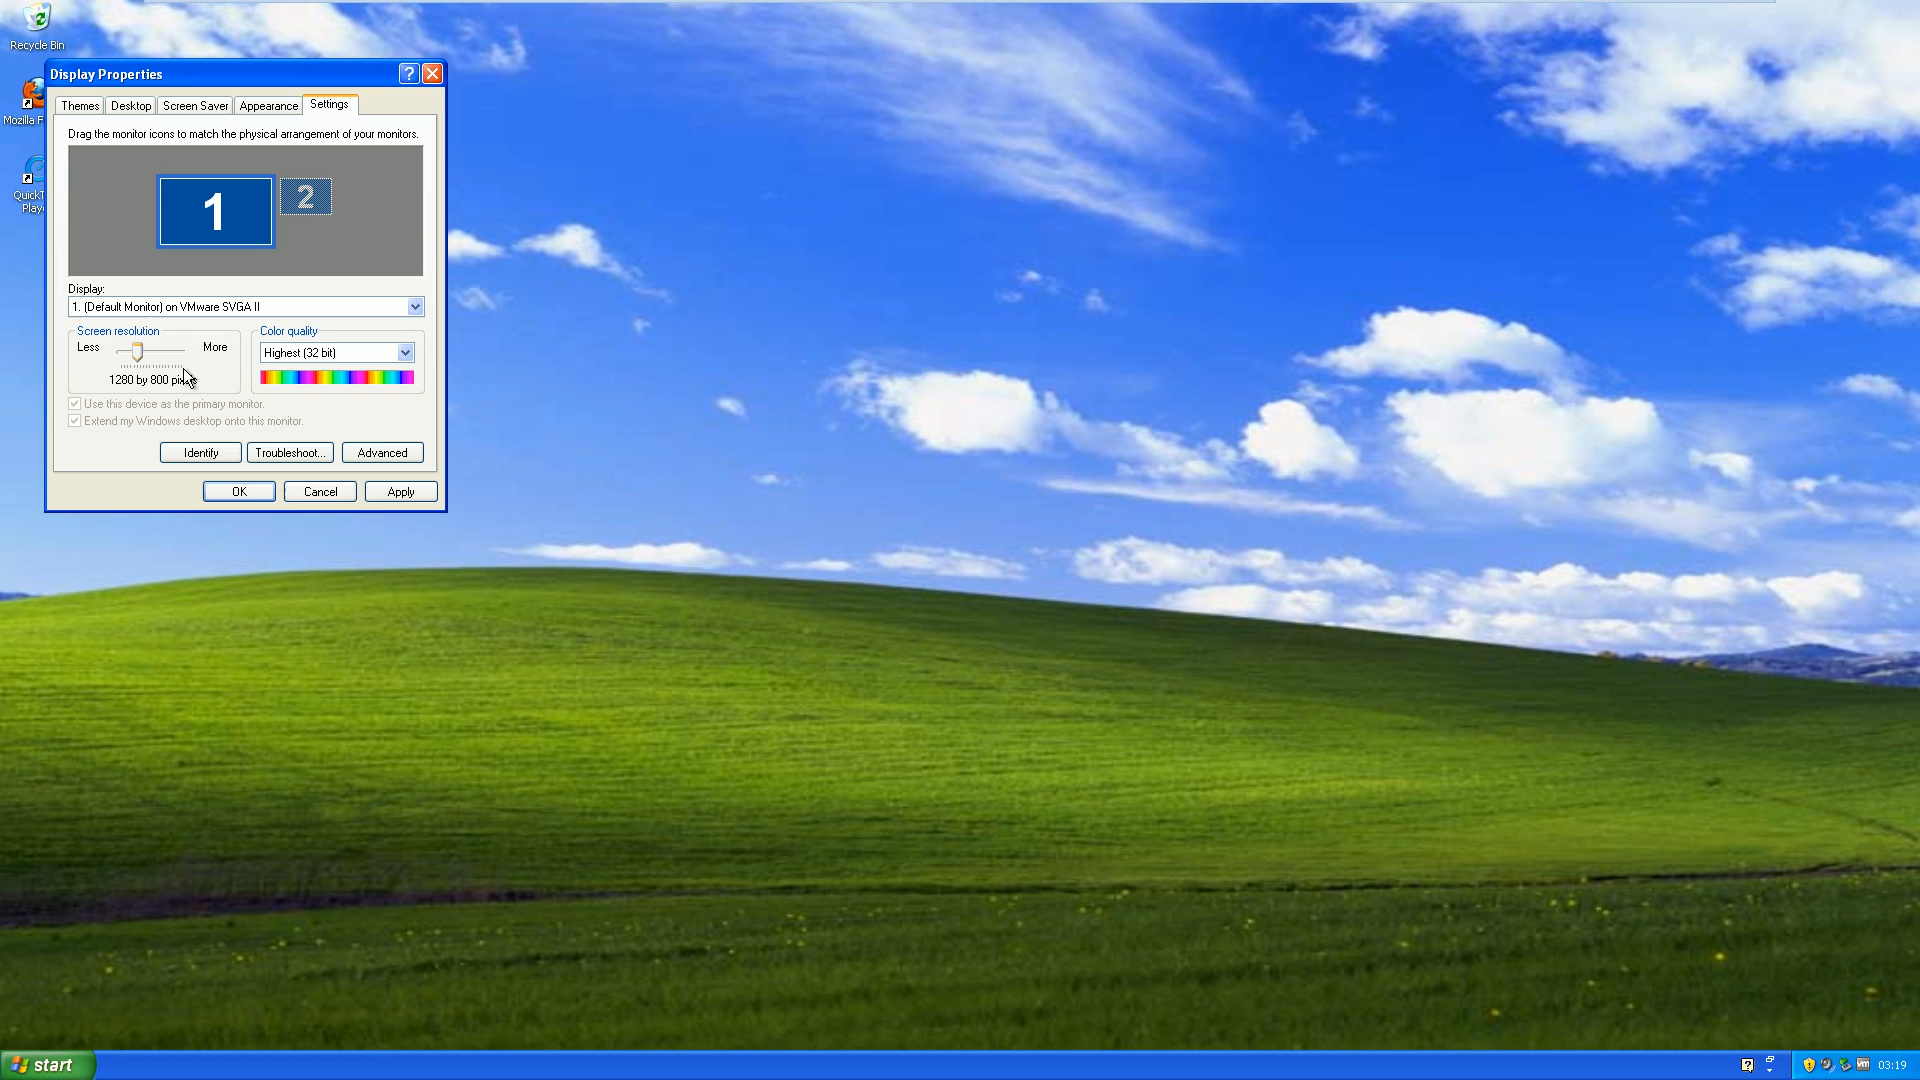 Recycle Bin
Mozilla F
QuickT
Play
Display Properties
Themes
Desktop
Screen Saver
Appearance
Settings
Drag the monitor icons to match the physical arrangement of your monitors.
1
2
Display:
1. (Default Monitor) on VMware SVGA II
Screen resolution
Less
More
1280 by 800
Color quality
Highest (32 bit)
Use this device as the primary monitor.
Extend my Windows desktop onto this monitor.
Identify
Troubleshoot...
Advanced
OK
Cancel
Apply
start
vm
03:19